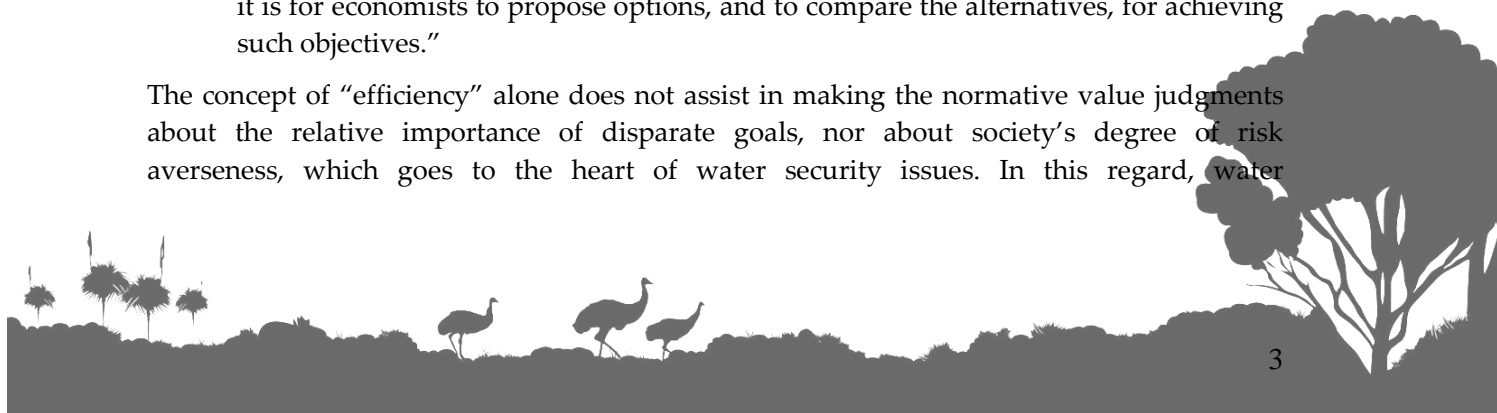 it is for economists to propose options, and to compare the alternatives, for achieving
such objectives.”
The concept of “efficiency” alone does not assist in making the normative value judgments
about the relative importance of disparate goals, nor about society’s degree of risk
averseness, which goes to the heart of water security issues. In this regard, water
3